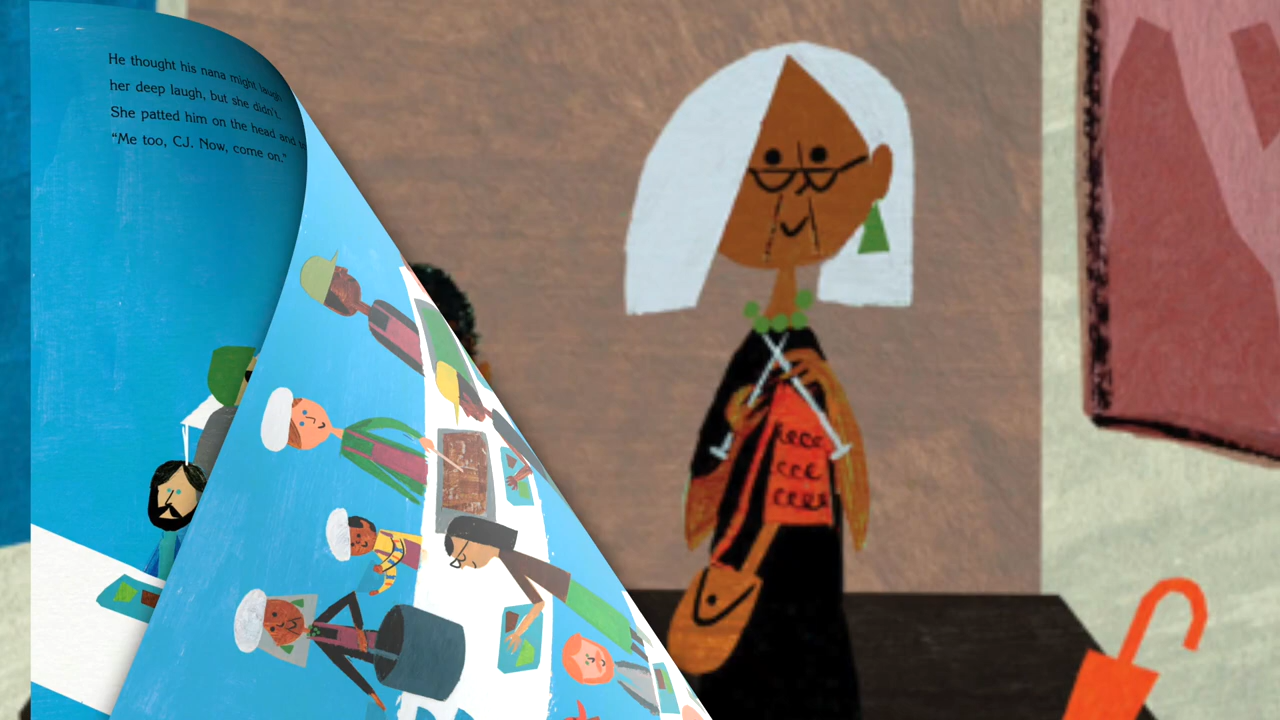 He thought his nana might laugh
her deep laugh, but she didn't.
She patted him on the head and
"Me too, CJ. Now, come on."